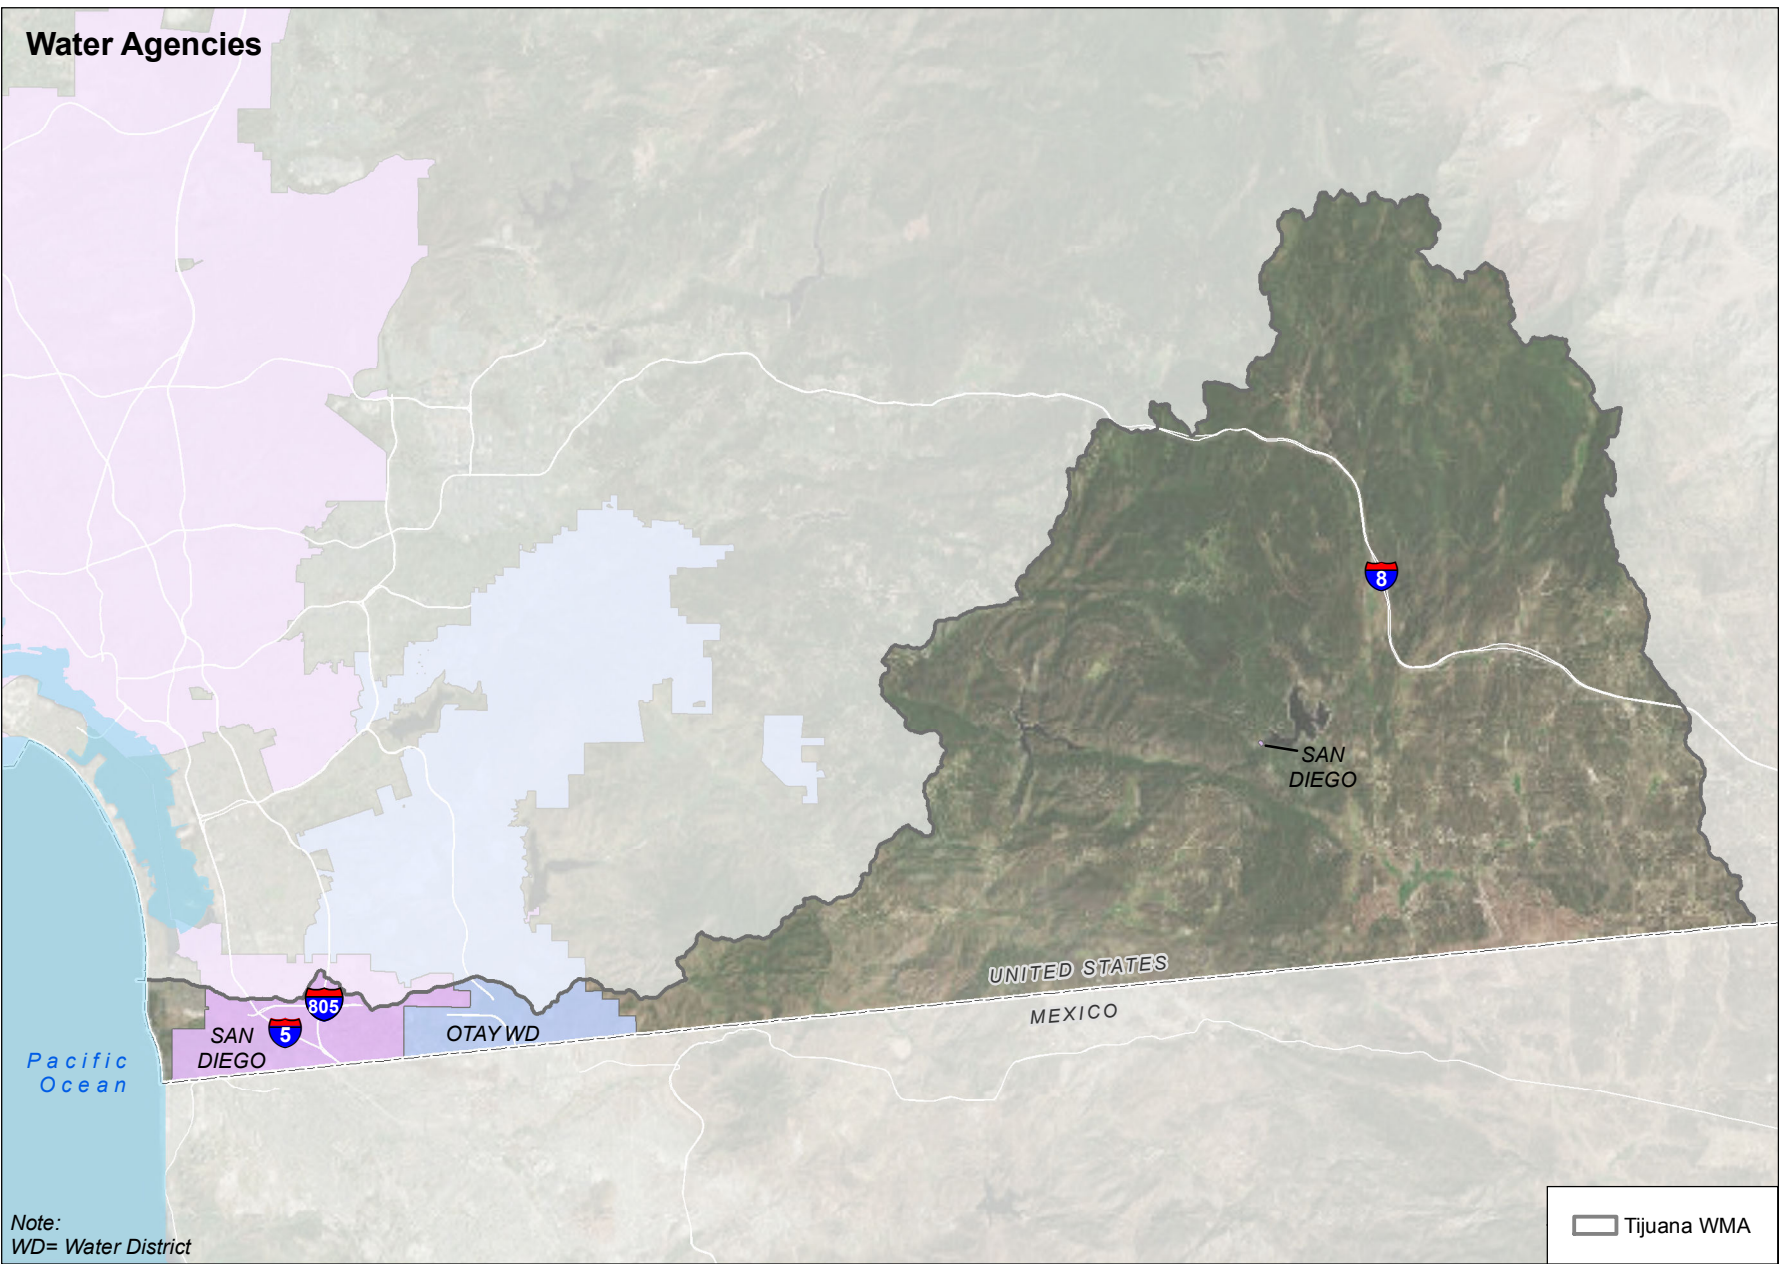 Water Agencies
8
SAN
DIEGO
UNITED STATES
MEXICO
805
5
SAN
DIEGO
OTAY WD
Pacific
Ocean
Note:
WD= Water District
Tijuana WMA